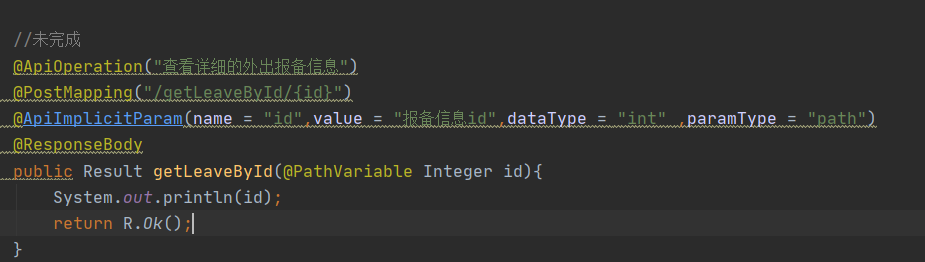 //未完成
@ApiOperation("查看详细的外出报备信息")
@PostMapping("/getLeaveById/{id}")
@ApiImplicitParam(name = "id",value = "报备信息id",dataType = "int" ,paramType = "path")
@ResponseBody
public Result getLeaveById(@PathVariable Integer id){
    System.out.println(id);
    return R.Ok();
}